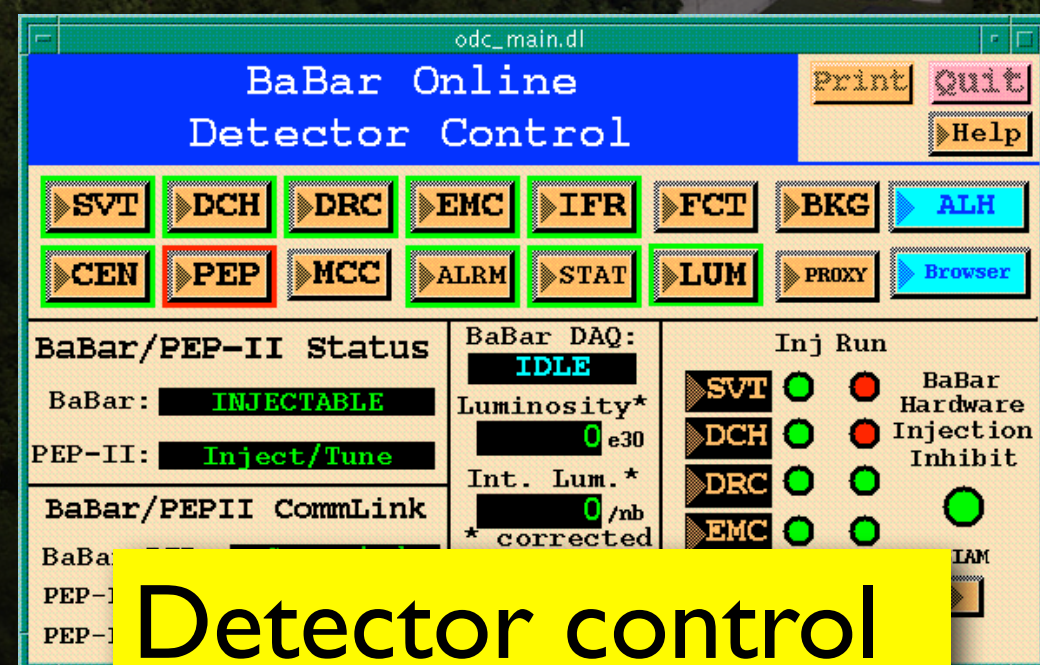 odc_main.dl
BaBar Online
Detector Control
Print Quit
Help
SVT DCH DRC EMC IFR FCT BKG ALH
CEN PEP MCC ALRM STAT LUM PROXY Browser
BaBar/PEP-II Status
BaBar: INJECTABLE
PEP-II: Inject/Tune
BaBar/PEPII CommLink
BaBa
PEP-
PEP-
BaBar DAQ:
IDLE
Luminosity*
0 e30
Int. Lum.*
0 /nb
* corrected
Inj Run
SVT
DCH
DRC
EMC
BaBar
Hardware
Injection
Inhibit
Detector control